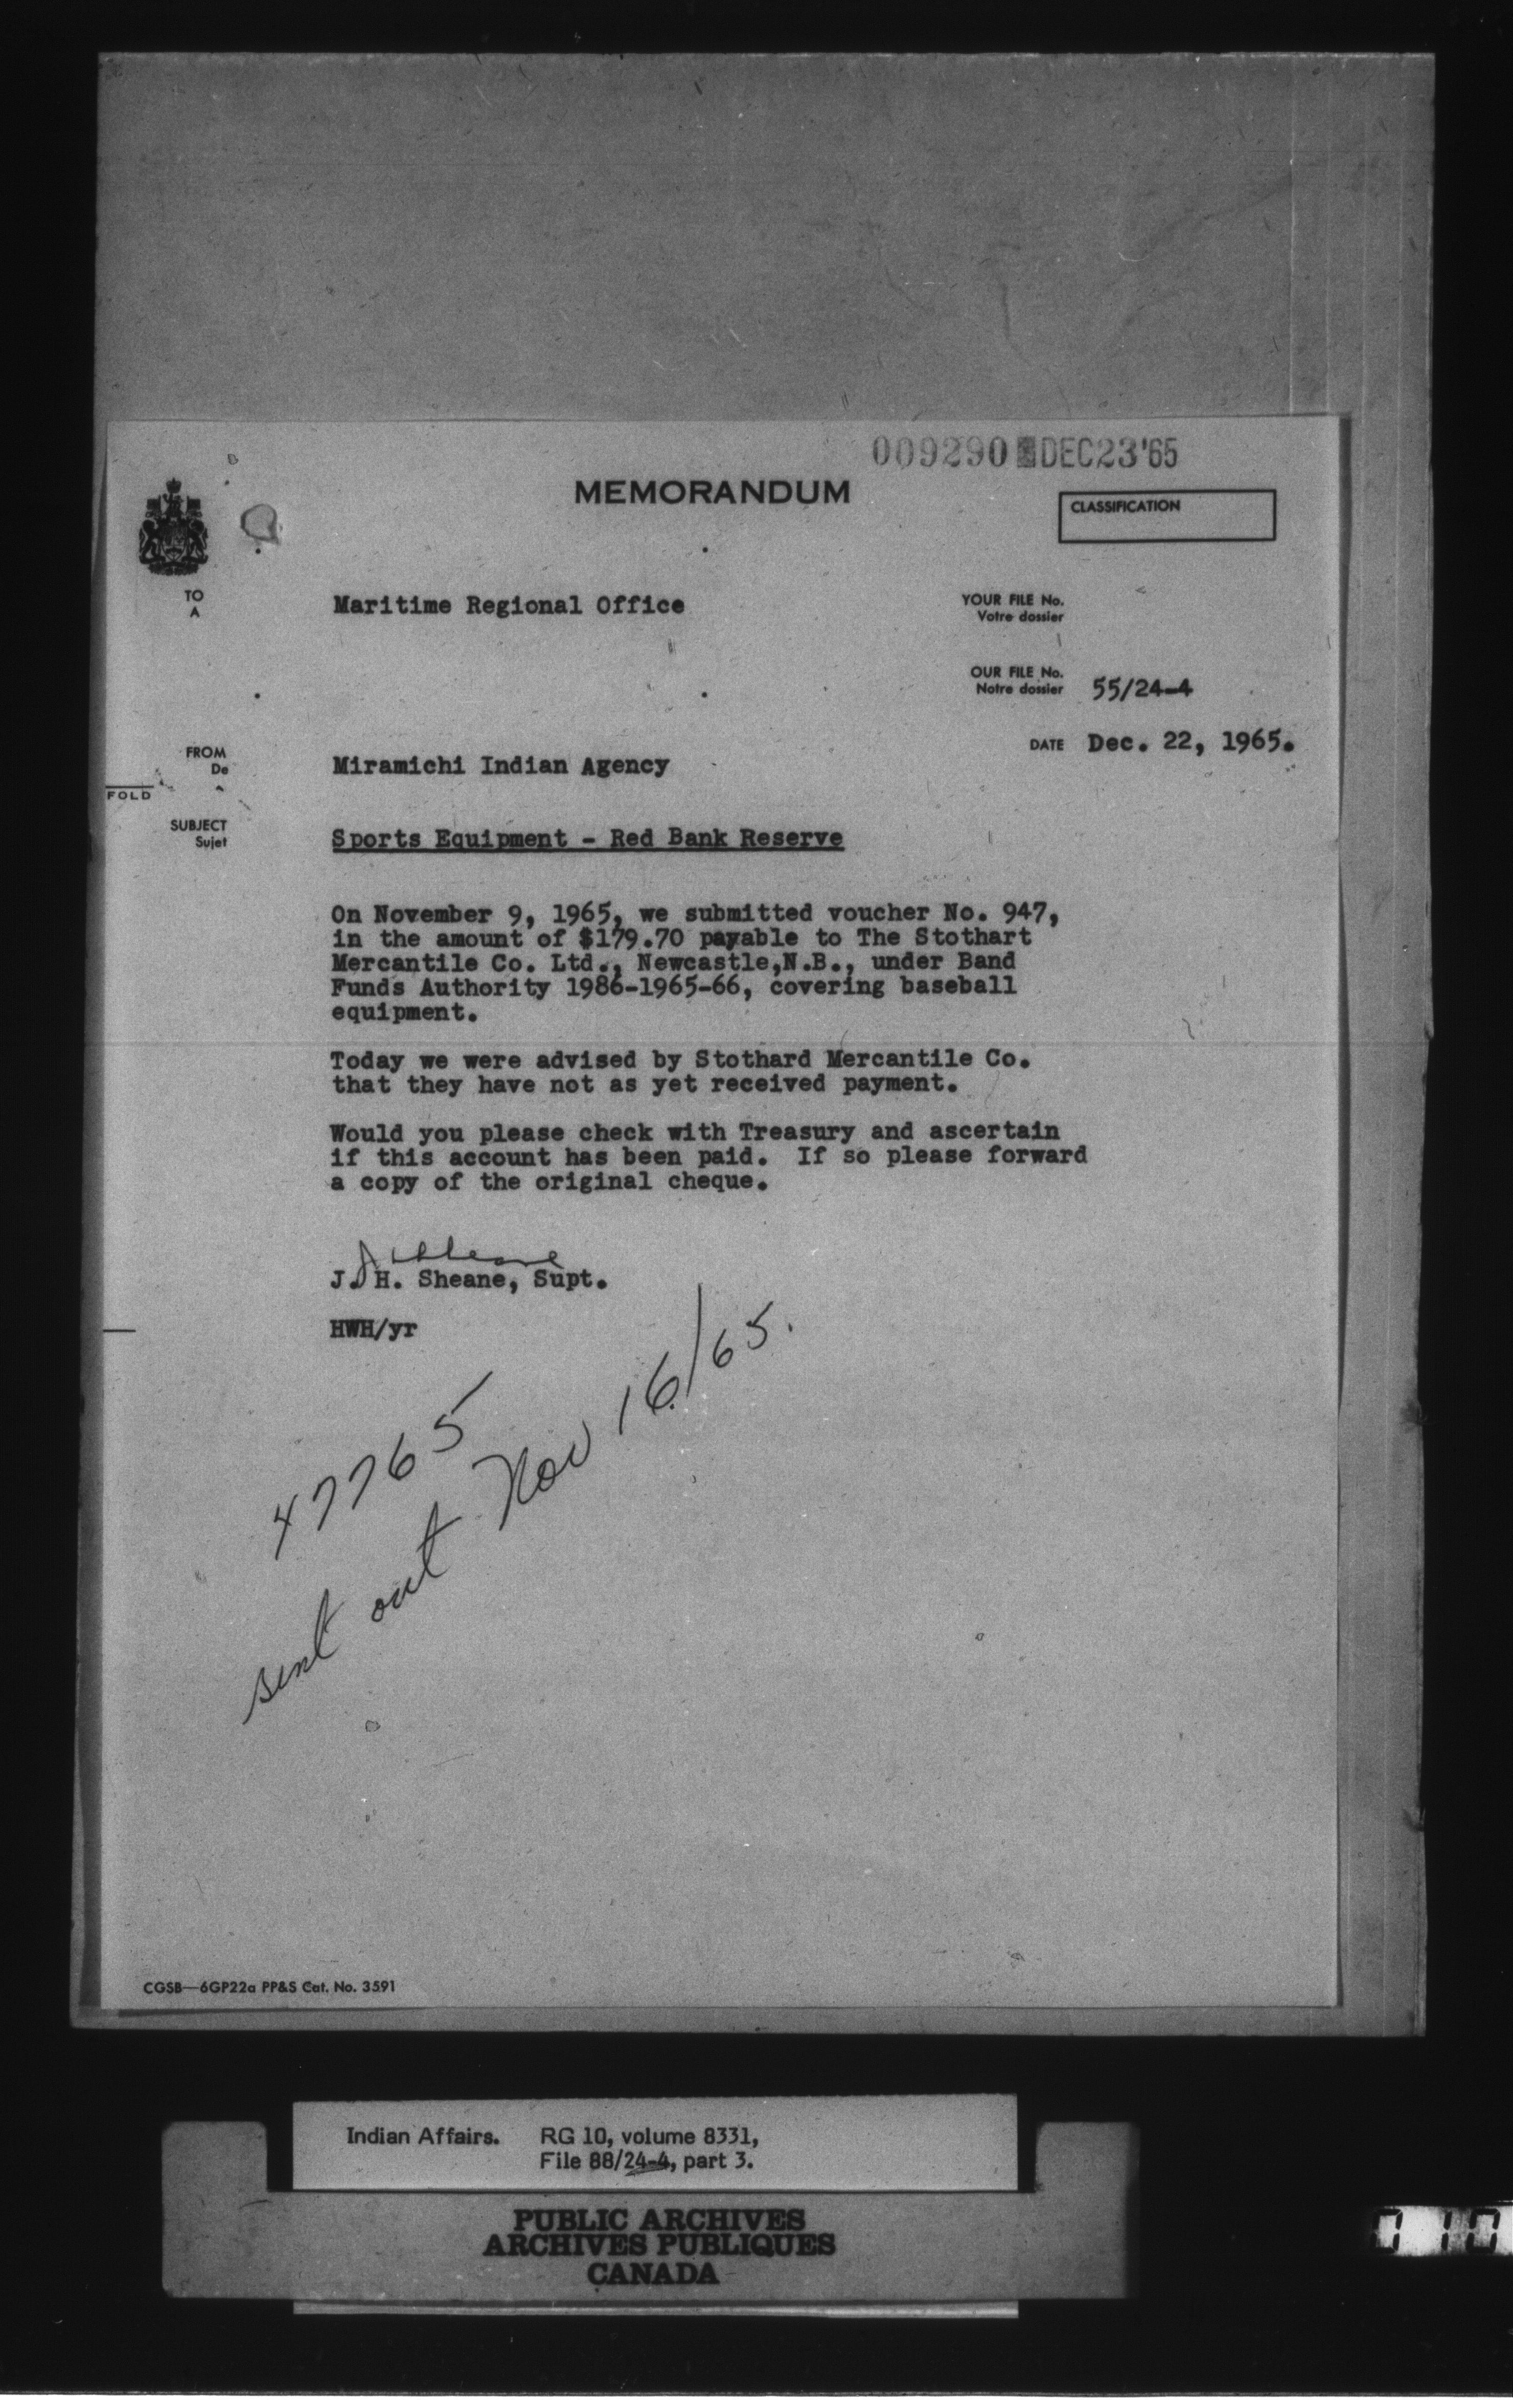 009290 DEC23'65
MEMORANDUM
CLASSIFICATION
TO
A
Maritime Regional Office
YOUR FILE No.
Votre dossier
OUR FILE No.
Notre dossier
55/24-4
DATE Dec. 22, 1965.
FROM
De
Miramichi Indian Agency
FOLD
SUBJECT
Sujet
Sports Equipment - Red Bank Reserve
On November 9, 1965, we submitted voucher No. 947,
in the amount of $179.70 payable to The Stothart
Mercantile Co. Ltd., Newcastle,N.B., under Band
Funds Authority 1986-1965-66, covering baseball
equipment.
Today we were advised by Stothard Mercantile Co.
that they have not as yet received payment.
Would you please check with Treasury and ascertain
if this account has been paid. If so please forward
a copy of the original cheque.
J. H. Sheane, Supt.
HWH/yr
47765
sent out Nov 16/65.
CGSB—6GP22a PP&S Cat. No. 3591
Indian Affairs. RG 10, volume 8331,
File 88/24-4, part 3.
PUBLIC ARCHIVES
ARCHIVES PUBLIQUES
CANADA